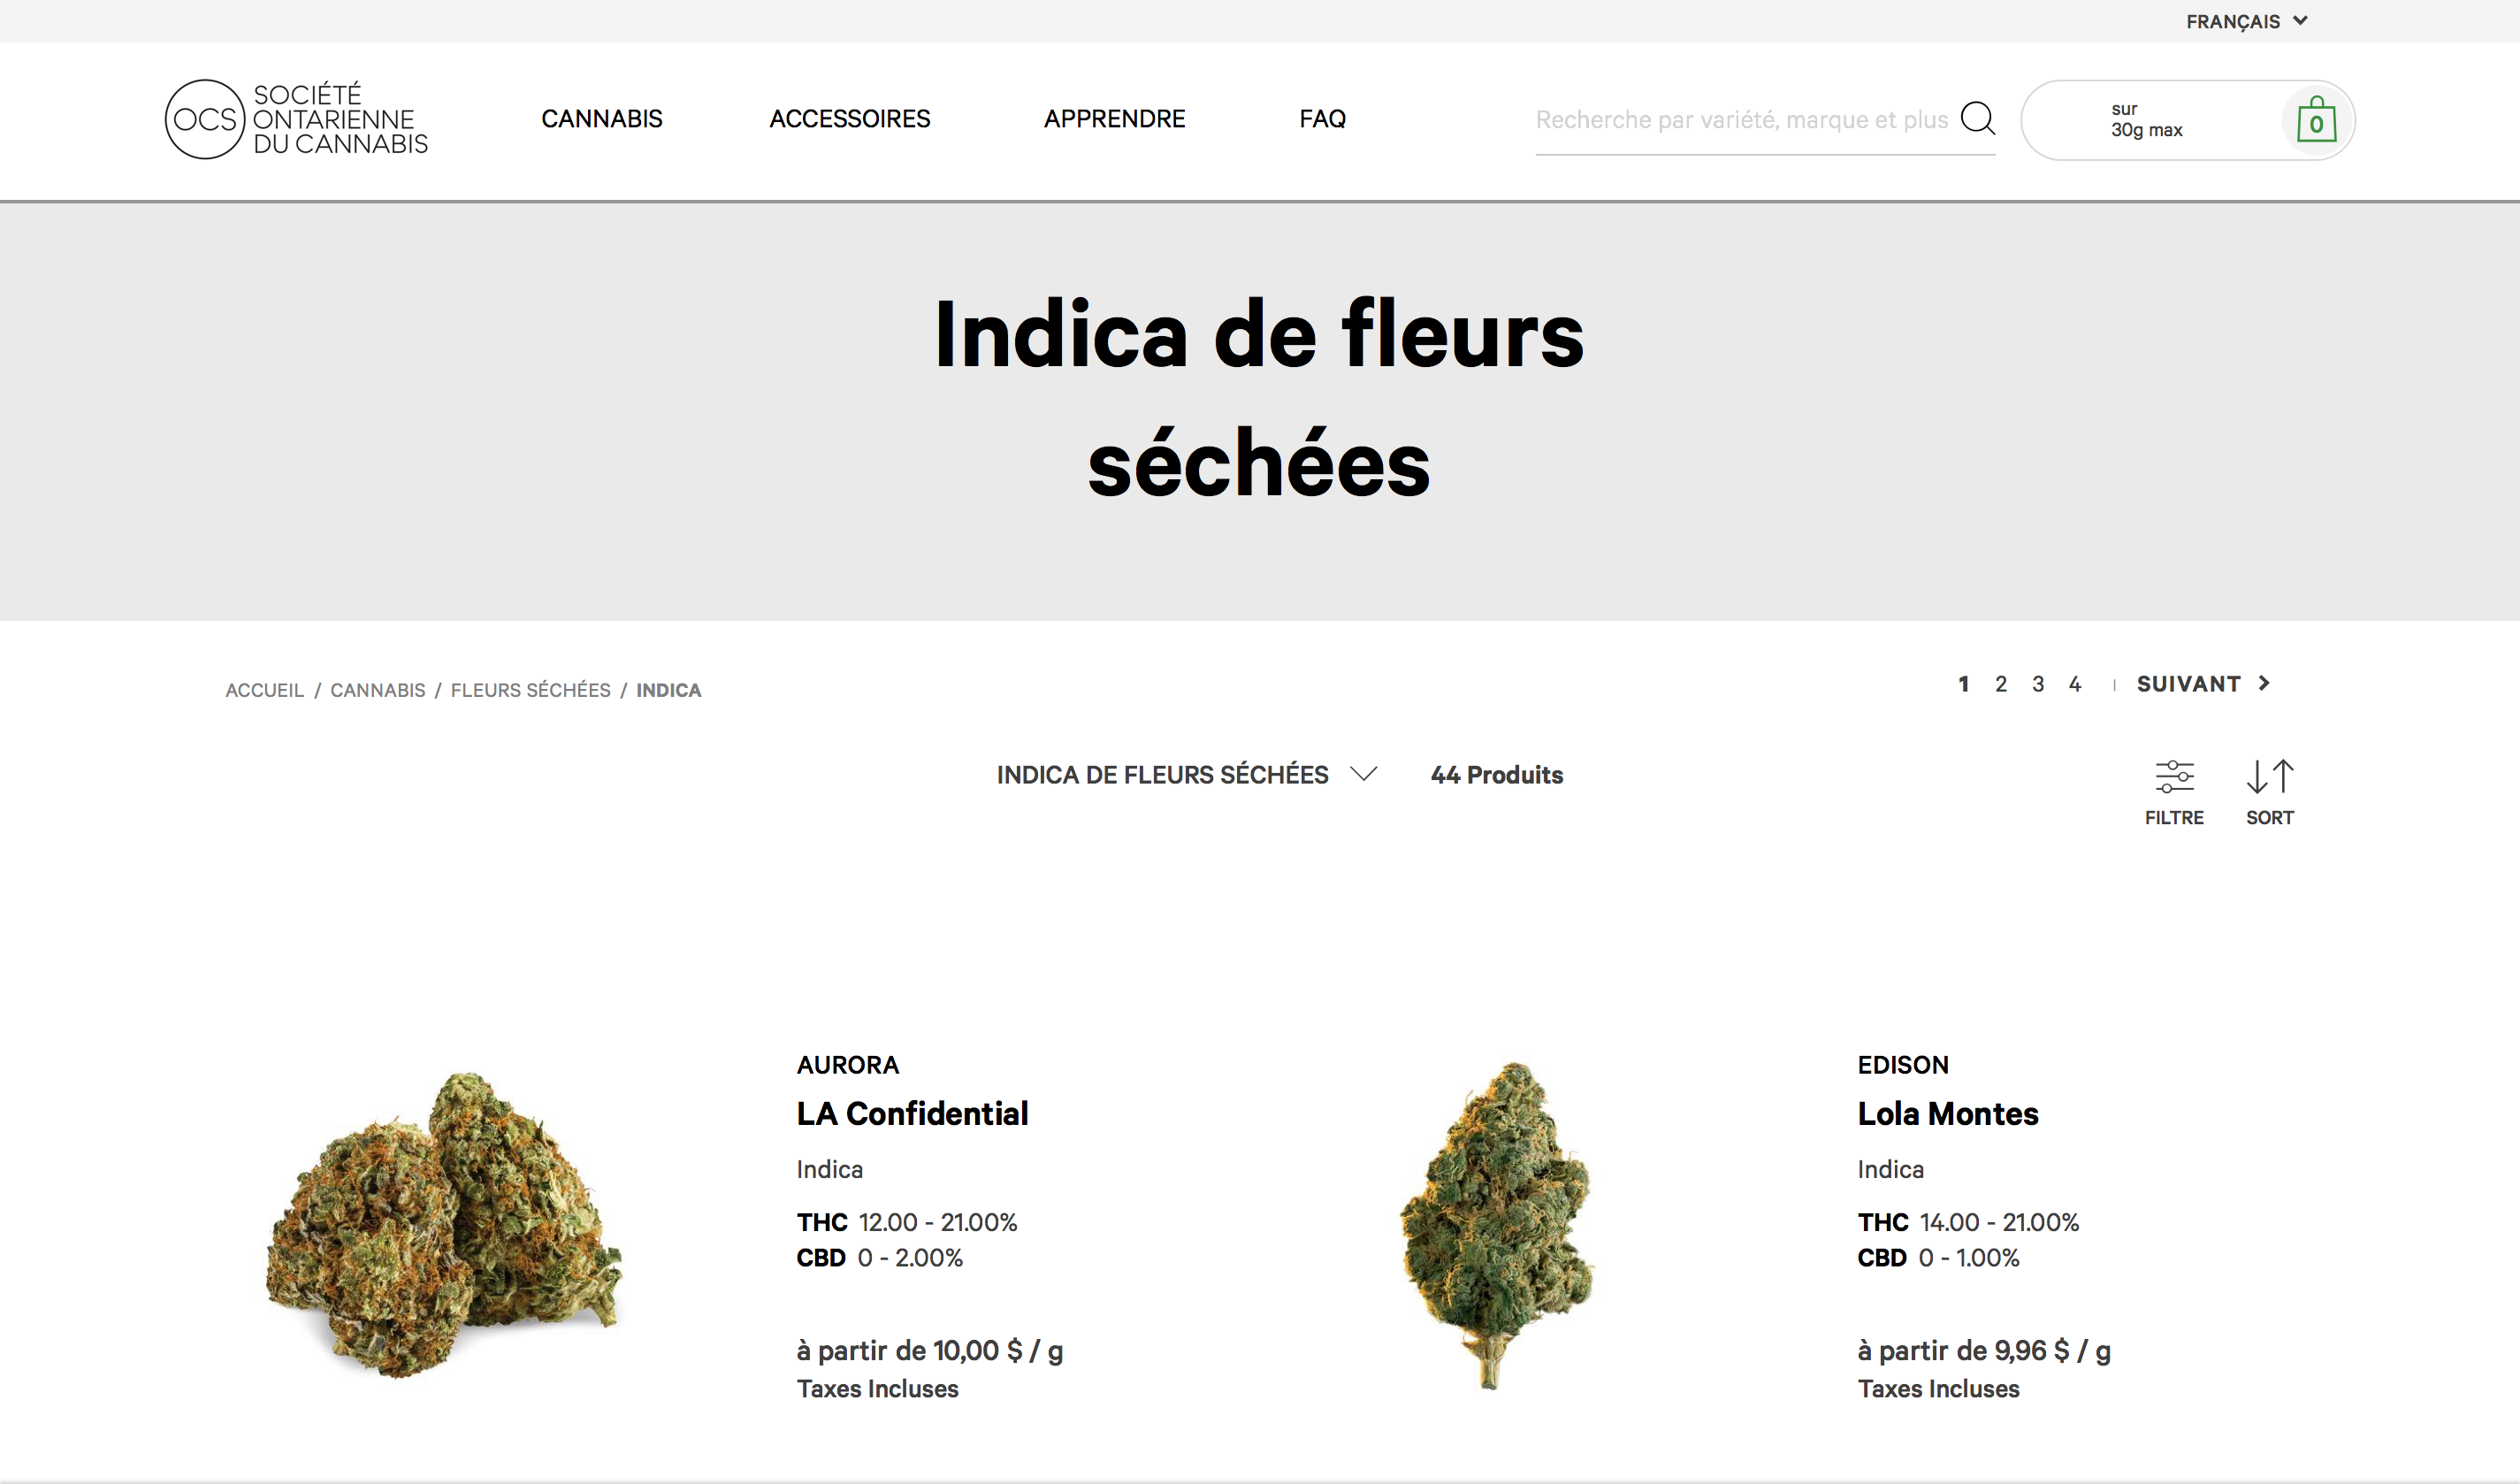 FRANÇAIS
OCS
SOCIÉTÉ
ONTARIENNE
DU CANNABIS
CANNABIS
ACCESSOIRES
APPRENDRE
FAQ
Recherche par variété, marque et plus
sur
30g max
0
Indica de fleurs
séchées
ACCUEIL / CANNABIS / FLEURS SÉCHÉES / INDICA
1 2 3 4 | SUIVANT
INDICA DE FLEURS SÉCHÉES
44 Produits
FILTRE
SORT
AURORA
LA Confidential
Indica
THC 12.00 - 21.00%
CBD 0 - 2.00%
à partir de 10,00 $ / g
Taxes Incluses
EDISON
Lola Montes
Indica
THC 14.00 - 21.00%
CBD 0 - 1.00%
à partir de 9,96 $ / g
Taxes Incluses